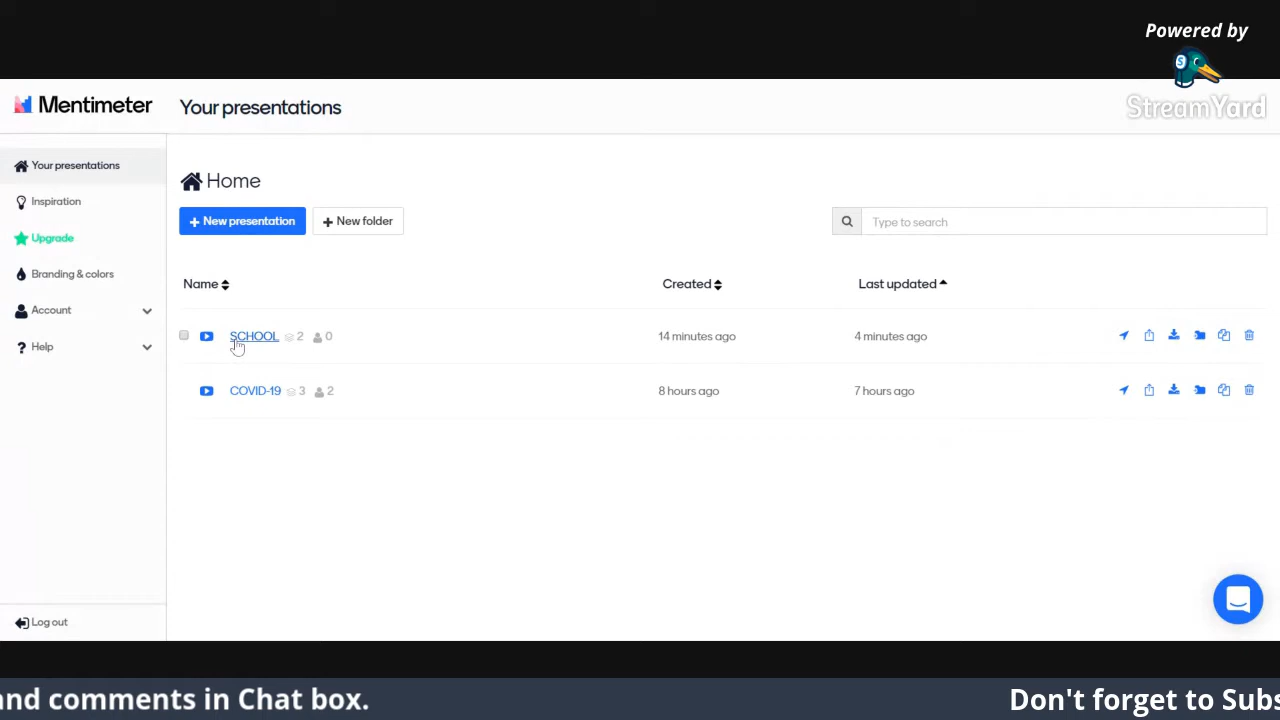 Powered by
StreamYard
Mentimeter
Your presentations
Your presentations
Inspiration
Upgrade
Branding & colors
Account
Help
Log out
Home
+ New presentation
+ New folder
Type to search
Name
Created
Last updated
SCHOOL 2 0
14 minutes ago
4 minutes ago
COVID-19 3 2
8 hours ago
7 hours ago
and comments in Chat box.
Don't forget to Subs